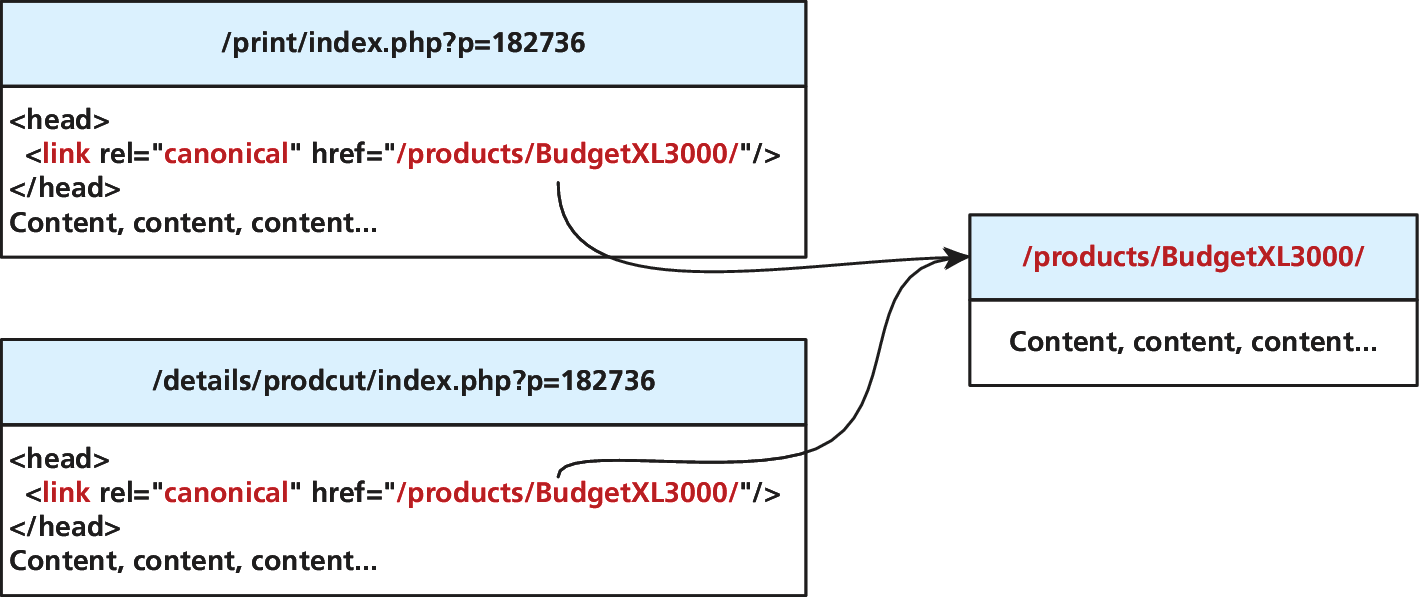 /print/index.php?p=182736
<head>
<link rel="canonical" href="/products/BudgetXL3000/"/>
</head>
Content, content, content...
/products/BudgetXL3000/
Content, content, content...
/details/prodcut/index.php?p=182736
<head>
<link rel="canonical" href="/products/BudgetXL3000/"/>
</head>
Content, content, content...